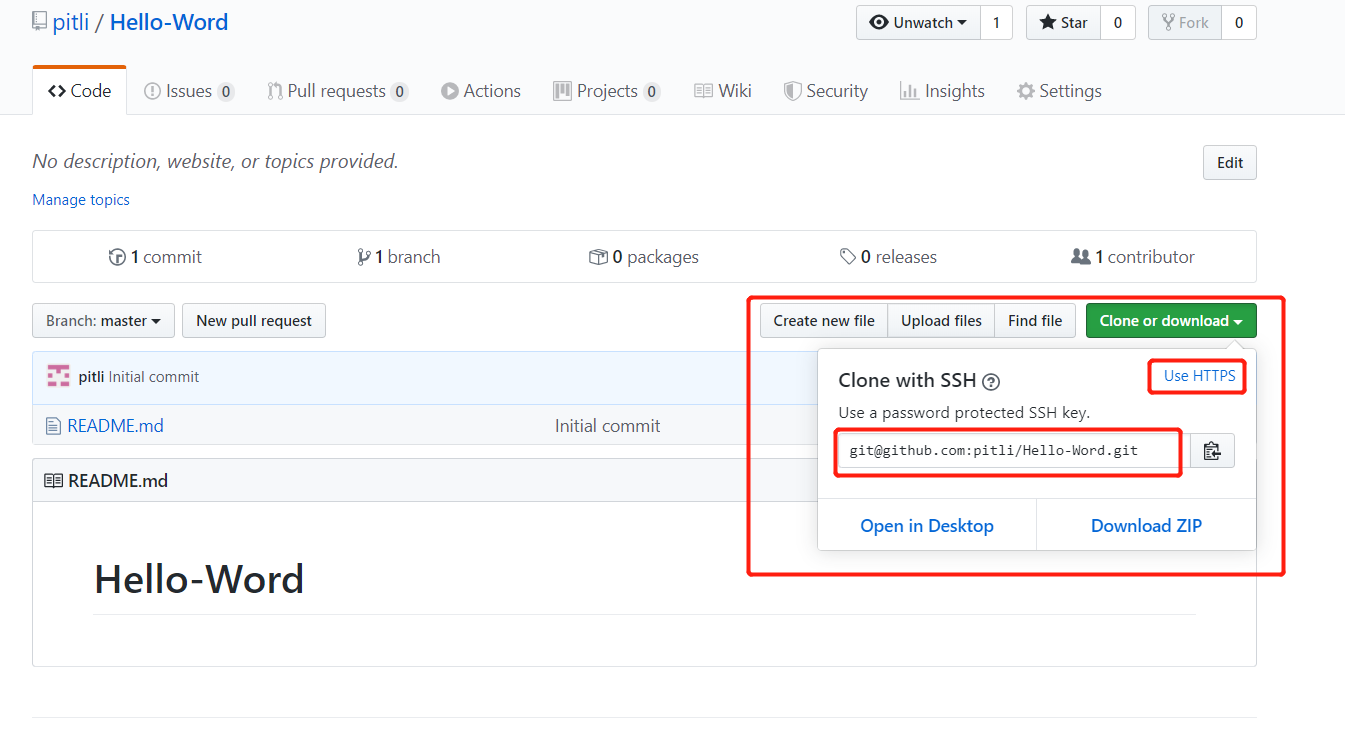 pitli / Hello-Word
Unwatch 1 Star 0 Fork 0
Code Issues 0 Pull requests 0 Actions Projects 0 Wiki Security Insights Settings
No description, website, or topics provided.
Edit
Manage topics
1 commit 1 branch 0 packages 0 releases 1 contributor
Branch: master New pull request Create new file Upload files Find file Clone or download
pitli Initial commit
README.md Initial commit
Clone with SSH ? Use HTTPS
Use a password protected SSH key.
git@github.com:pitli/Hello-Word.git
Open in Desktop Download ZIP
README.md
Hello-Word